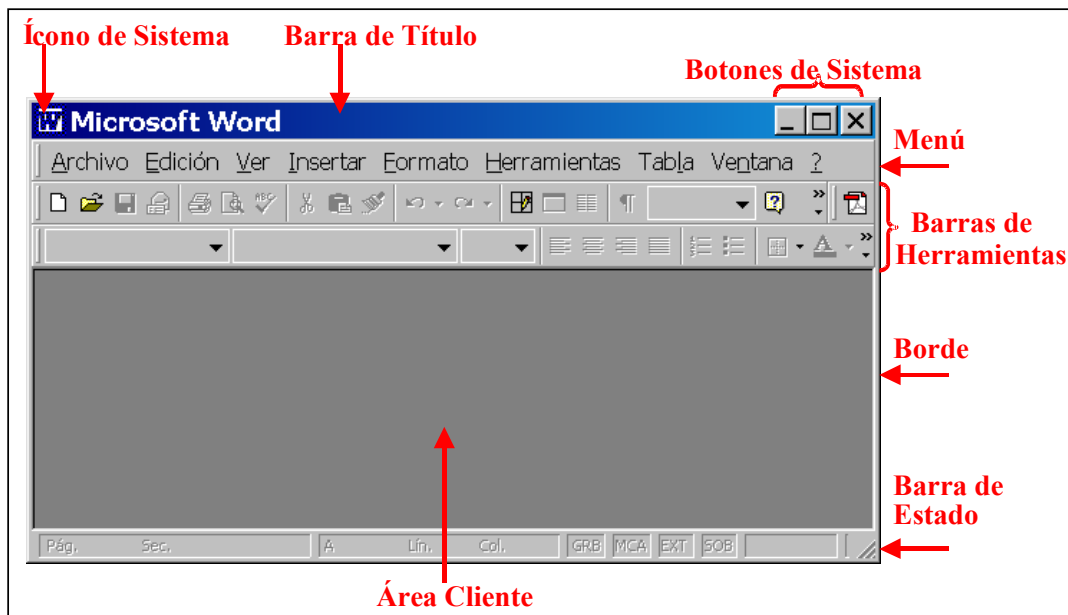 Ícono de Sistema
Barra de Título
Botones de Sistema
Microsoft Word
Menú
Archivo Edición Ver Insertar Formato Herramientas Tabla Ventana ?
ABC
Barras de
Herramientas
Borde
Barra de
Estado
Pág. Sec. A Lín. Col. GRB MCA EXT SOB
Área Cliente